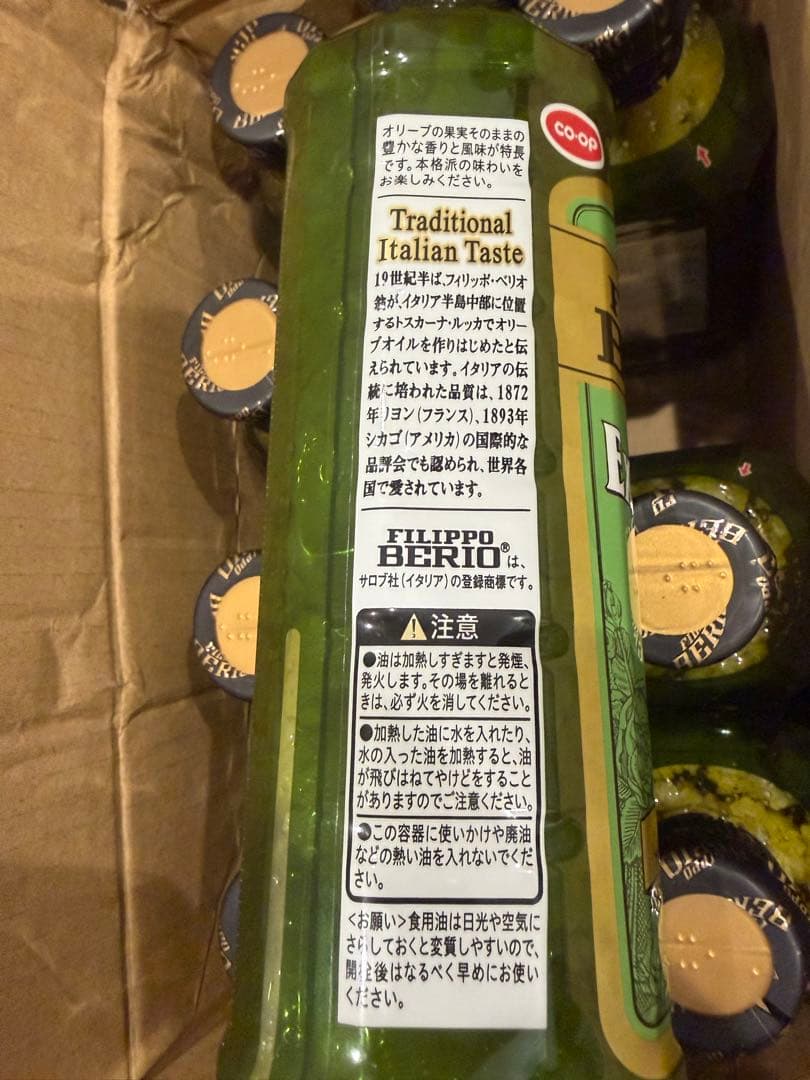 オリーブの果実そのままの
豊かな香りと風味が特長
です。本格派の味わいを
お楽しみください。
CO·OP
Traditional
Italian Taste
19世紀半ば、フィリッポ・ベリオ
翁が、イタリア半島中部に位置
するトスカーナ・ルッカでオリー
ブオイルを作りはじめたと伝
えられています。イタリアの伝
統に培われた品質は、1872
年リヨン(フランス)、1893年
シカゴ(アメリカ)の国際的な
品評会でも認められ、世界各
国で愛されています。
FILIPPO
BERIO®は、
サロブ社(イタリア)の登録商標です。
注意
●油は加熱しすぎますと発煙、
発火します。その場を離れると
きは、必ず火を消してください。
●加熱した油に水を入れたり、
水の入った油を加熱すると、油
が飛びはねてやけどをすること
がありますのでご注意ください。
●この容器に使いかけや廃油
などの熱い油を入れないでくだ
さい。
<お願い>食用油は日光や空気に
さらしておくと変質しやすいので、
開栓後はなるべく早めにお使い
ください。